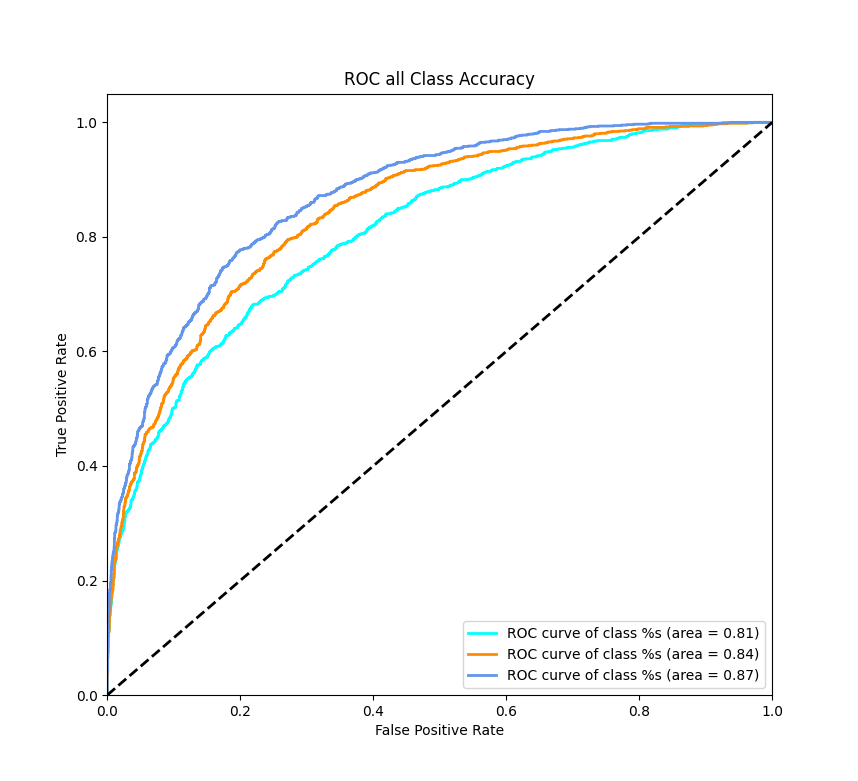 ROC all Class Accuracy
True Positive Rate
1.0
0.8
0.6
0.4
0.2
0.0
0.0 0.2 0.4 0.6 0.8 1.0
False Positive Rate
ROC curve of class %s (area = 0.81)
ROC curve of class %s (area = 0.84)
ROC curve of class %s (area = 0.87)